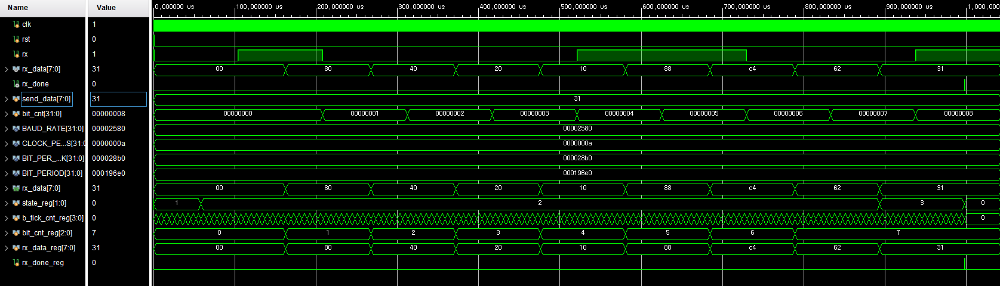 Name Value 0,000000 us 100,000000 us 200,000000 us 300,000000 us 400,000000 us 500,000000 us 600,000000 us 700,000000 us 800,000000 us 900,000000 us 1,000,000
clk 1
rst 0
rx 1
rx_data[7:0] 31 00 80 40 20 10 88 c4 62 31
rx_done 0
send_data[7:0] 31 31
bit_cnt[31:0] 00000008 00000000 00000001 00000002 00000003 00000004 00000005 00000006 00000007 00000008
BAUD_RATE[31:0] 00002580 00002580
CLOCK_PE...S[31:0 0000000a 0000000a
BIT_PER_...K[31:0] 000028b0 000028b0
BIT_PERIOD[31:0] 000196e0 000196e0
rx_data[7:0] 31 00 80 40 20 10 88 c4 62 31
state_reg[1:0] 0 1 2 3 0
b_tick_cnt_reg[3:0] 0 0
bit_cnt_reg[2:0] 7 0 1 2 3 4 5 6 7
rx_data_reg[7:0] 31 00 80 40 20 10 88 c4 62 31
rx_done_reg 0